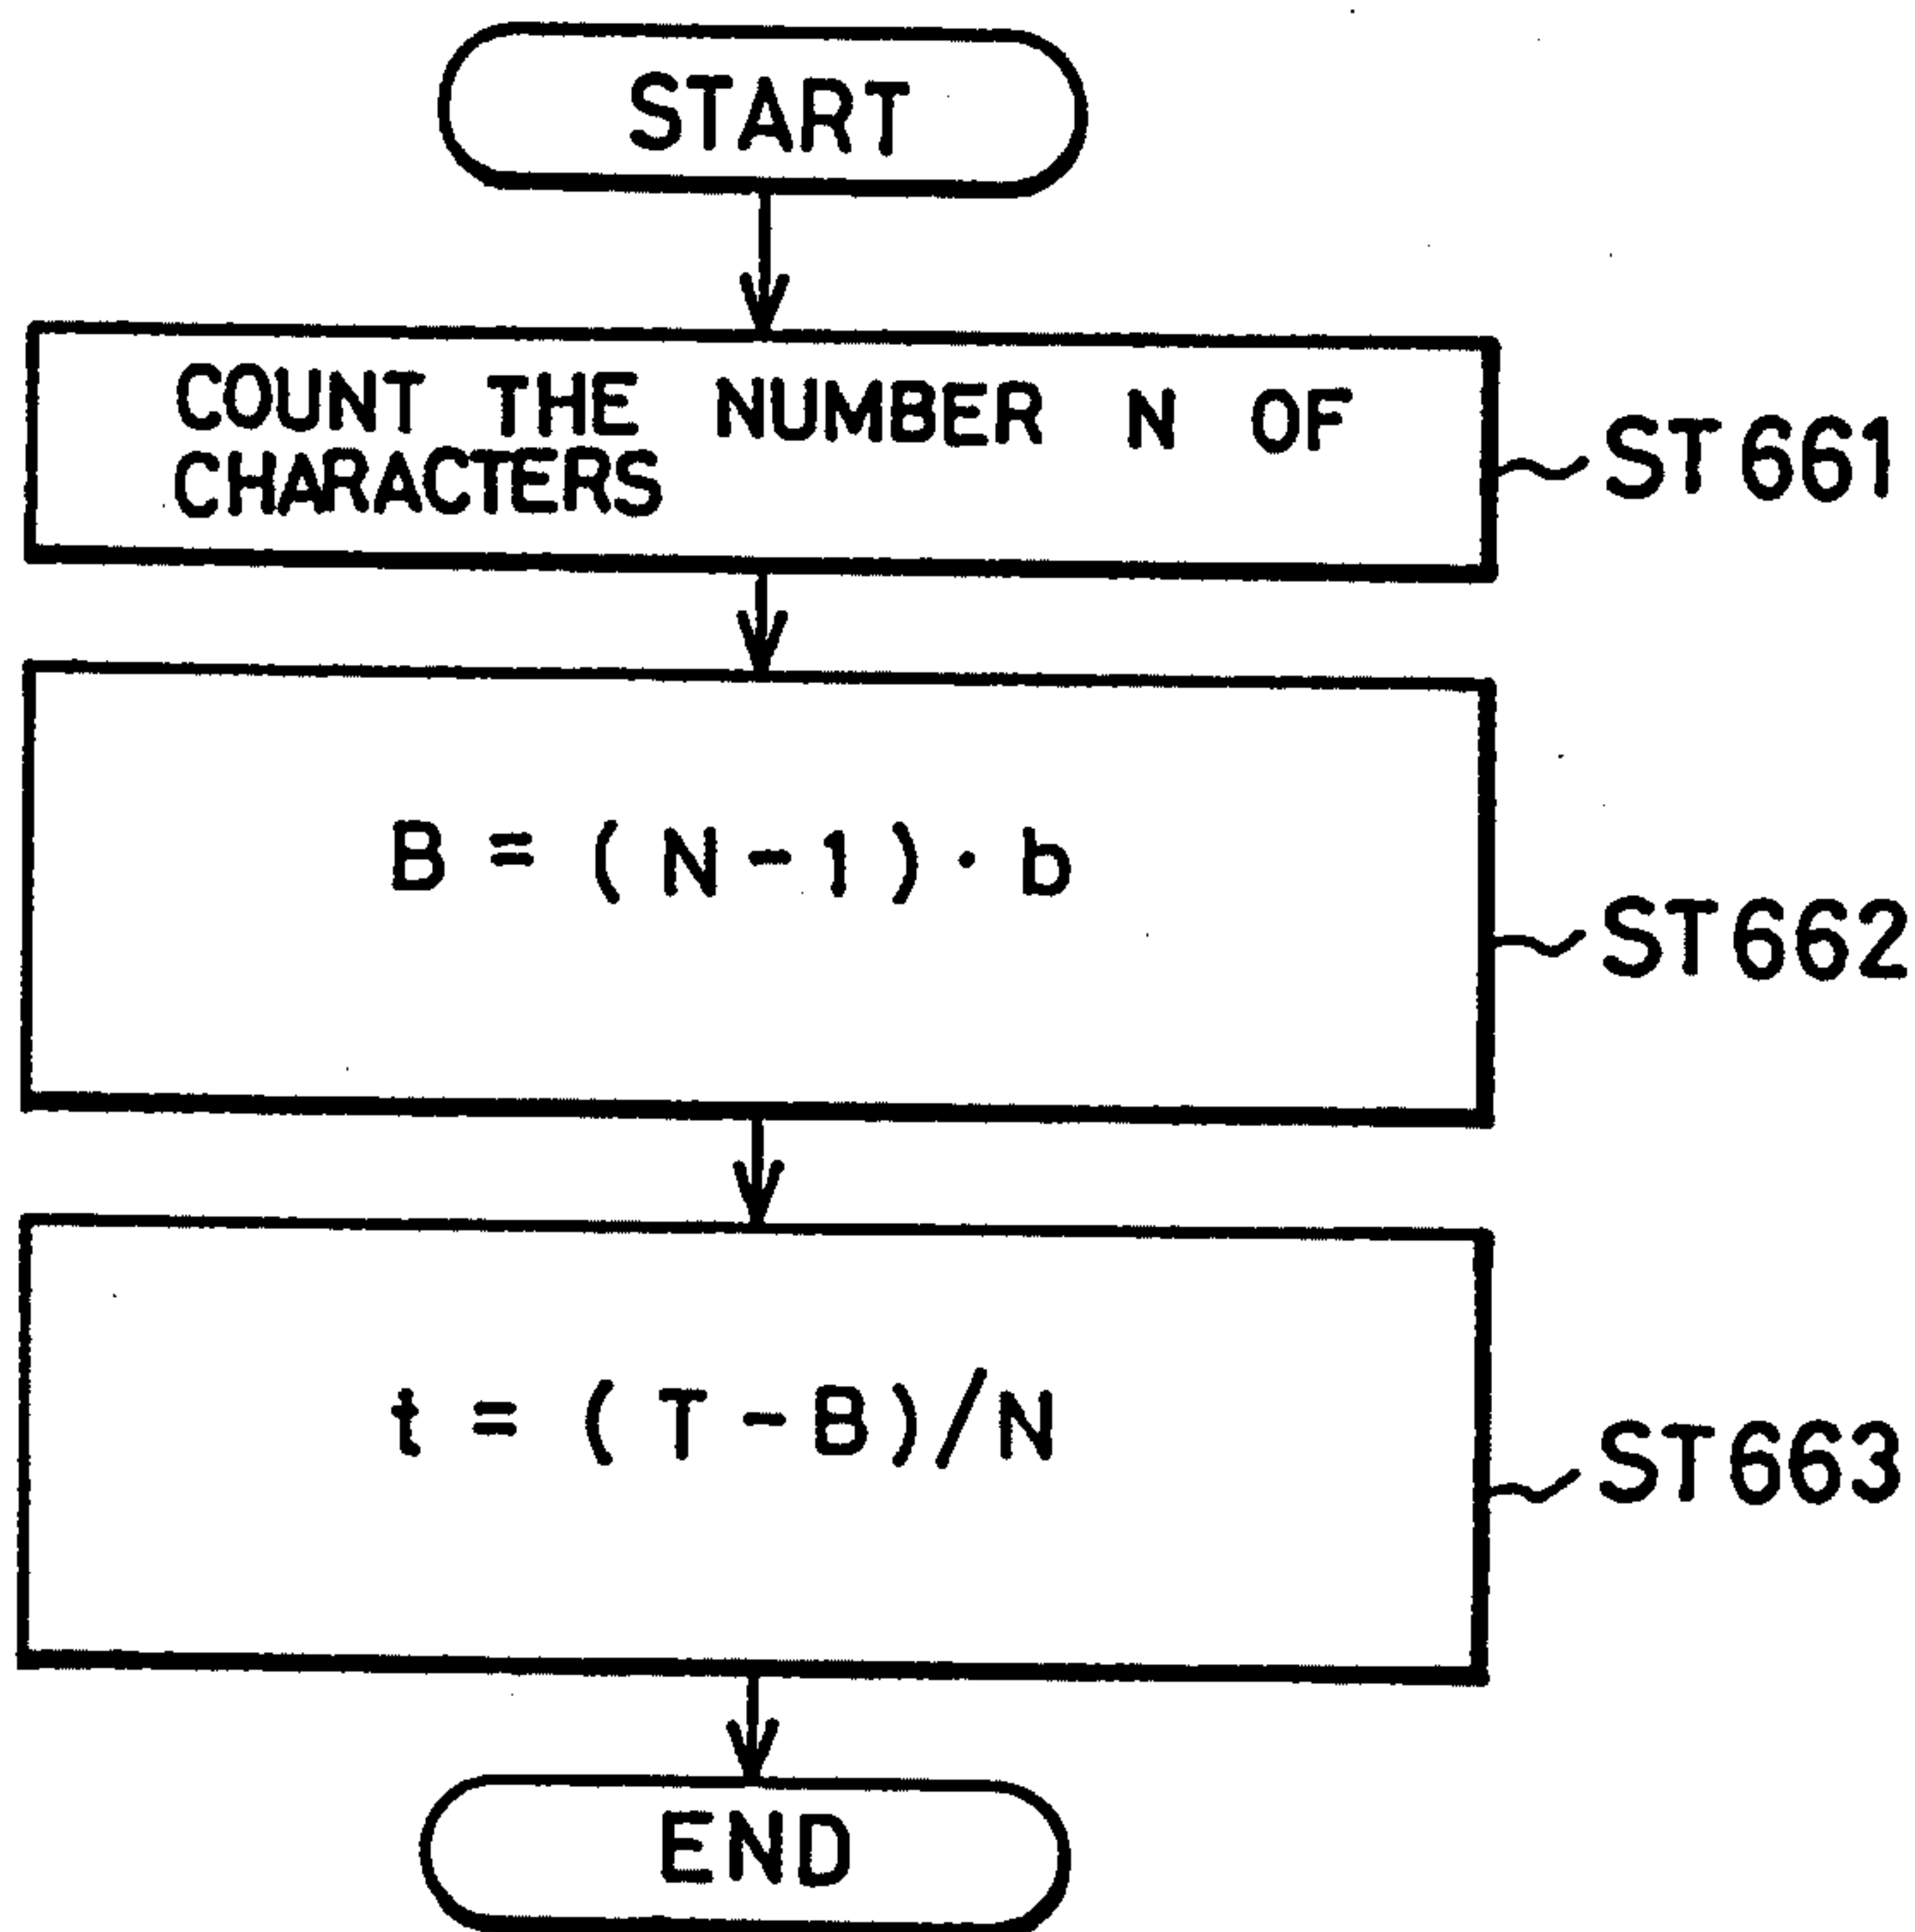 START
COUNT THE NUMBER N OF
CHARACTERS
ST661
B = (N-1)·b
ST662
t = (T-B)/N
ST663
END